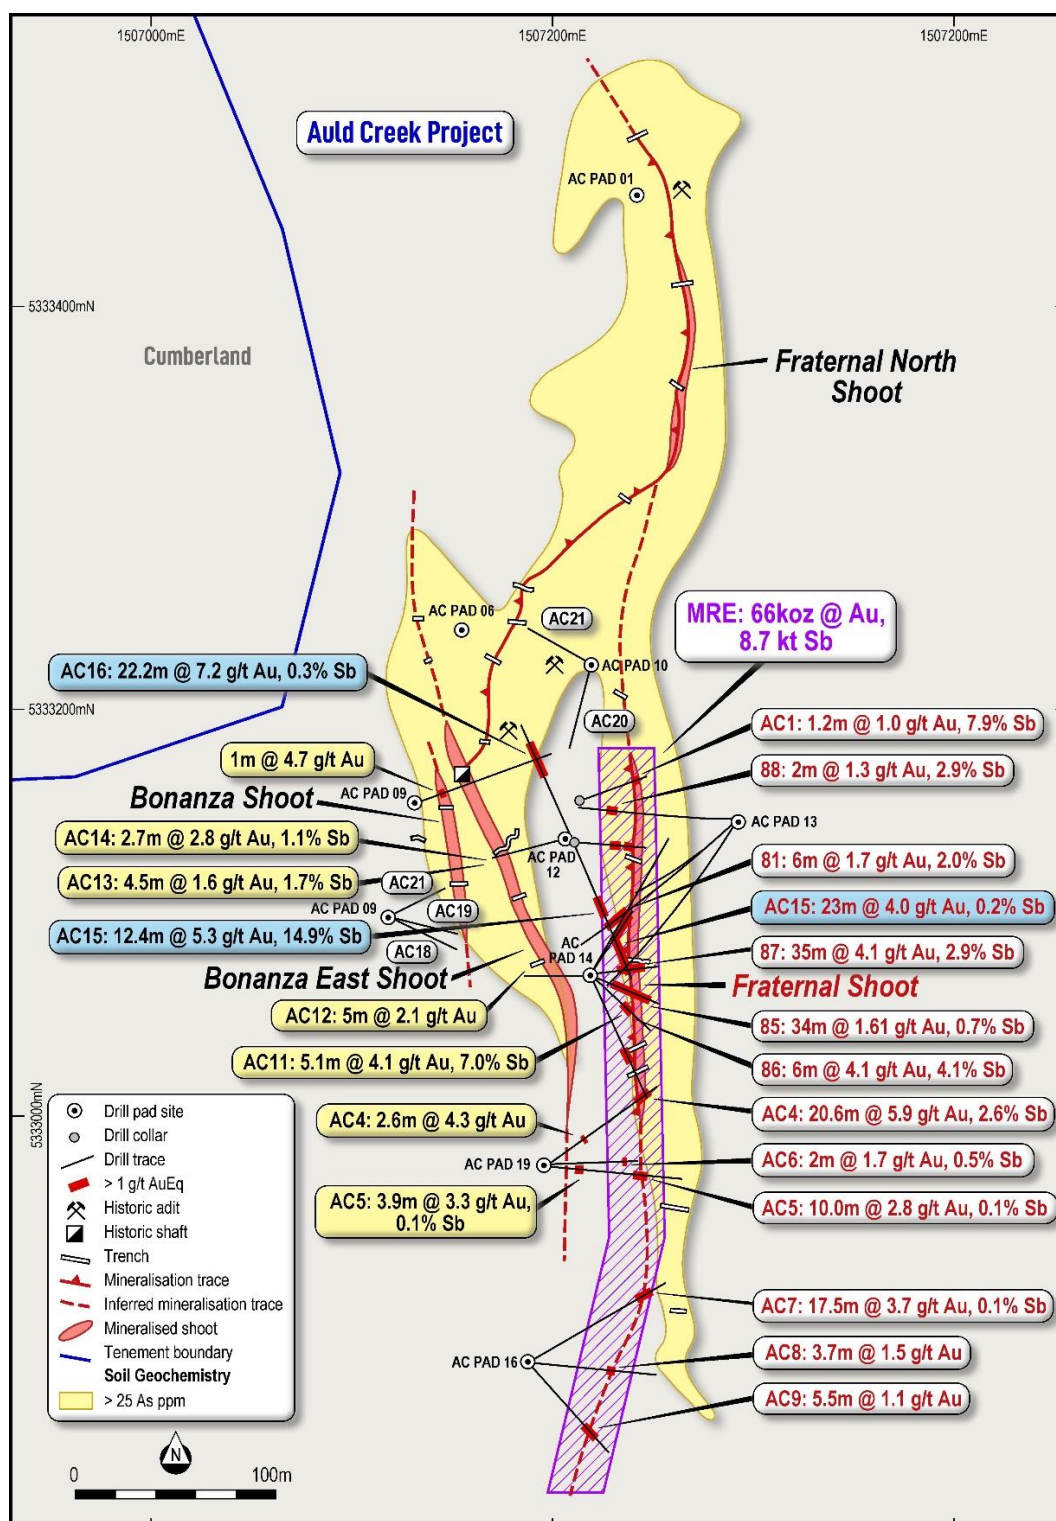 1507000mE
1507200mE
1507200mE
Auld Creek Project
AC PAD 01
5333400mN
Cumberland
Fraternal North
Shoot
AC PAD 06
AC21
MRE: 66koz @ Au,
8.7 kt Sb
AC PAD 10
AC16: 22.2m @ 7.2 g/t Au, 0.3% Sb
5333200mN
AC20
AC1: 1.2m @ 1.0 g/t Au, 7.9% Sb
1m @ 4.7 g/t Au
88: 2m @ 1.3 g/t Au, 2.9% Sb
AC PAD 09
Bonanza Shoot
AC PAD 13
AC14: 2.7m @ 2.8 g/t Au, 1.1% Sb
AC PAD
12
81: 6m @ 1.7 g/t Au, 2.0% Sb
AC13: 4.5m @ 1.6 g/t Au, 1.7% Sb
AC21
AC PAD 09
AC19
AC15: 23m @ 4.0 g/t Au, 0.2% Sb
AC15: 12.4m @ 5.3 g/t Au, 14.9% Sb
AC18
AC
PAD 14
87: 35m @ 4.1 g/t Au, 2.9% Sb
Bonanza East Shoot
Fraternal Shoot
AC12: 5m @ 2.1 g/t Au
85: 34m @ 1.61 g/t Au, 0.7% Sb
AC11: 5.1m @ 4.1 g/t Au, 7.0% Sb
86: 6m @ 4.1 g/t Au, 4.1% Sb
AC4: 2.6m @ 4.3 g/t Au
AC4: 20.6m @ 5.9 g/t Au, 2.6% Sb
5333000mN
AC PAD 19
AC6: 2m @ 1.7 g/t Au, 0.5% Sb
AC5: 3.9m @ 3.3 g/t Au,
0.1% Sb
AC5: 10.0m @ 2.8 g/t Au, 0.1% Sb
AC7: 17.5m @ 3.7 g/t Au, 0.1% Sb
AC PAD 16
AC8: 3.7m @ 1.5 g/t Au
AC9: 5.5m @ 1.1 g/t Au
Drill pad site
Drill collar
Drill trace
> 1 g/t AuEq
Historic adit
Historic shaft
Trench
Mineralisation trace
Inferred mineralisation trace
Mineralised shoot
Tenement boundary
Soil Geochemistry
> 25 As ppm
N
0
100m